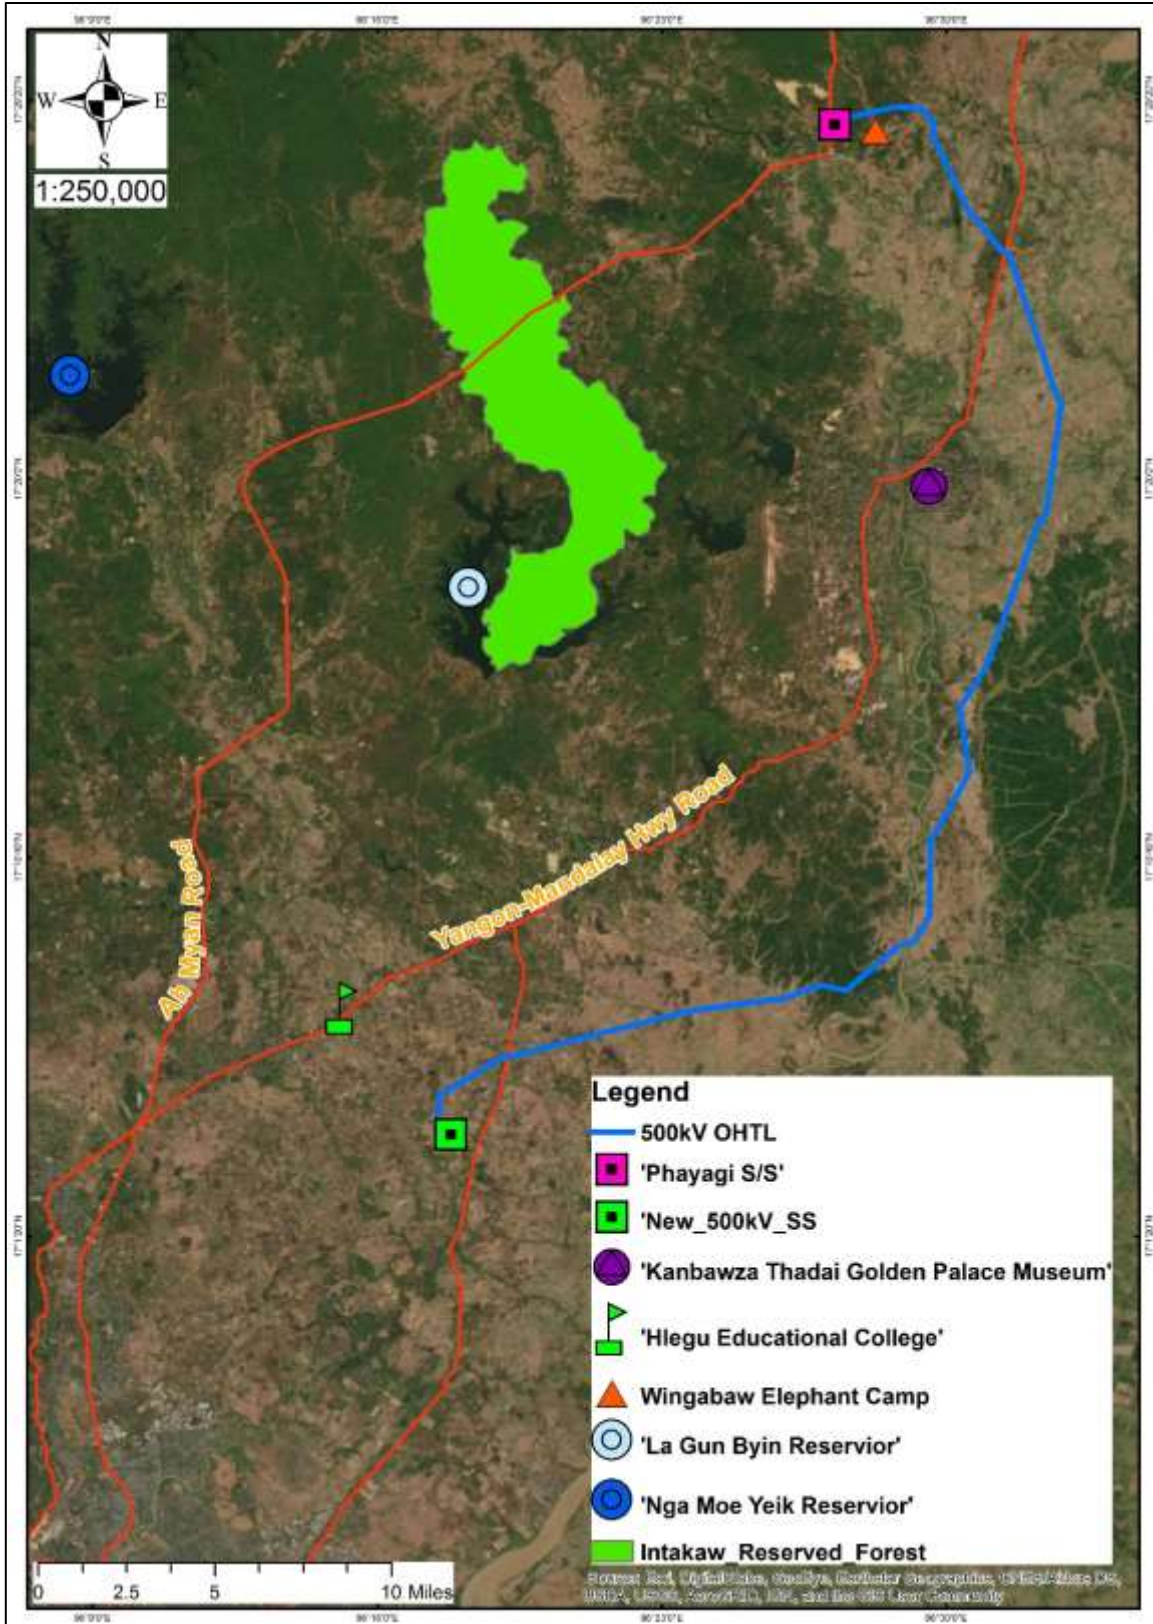 N
W E
S
1:250,000
Ah Myan Road
Yangon-Mandalay Hwy Road
Legend
500kV OHTL
'Phayagi S/S'
'New_500kV_SS
'Kanbawza Thadai Golden Palace Museum'
'Hlegu Educational College'
Wingabaw Elephant Camp
'La Gun Byin Reservior'
'Nga Moe Yeik Reservior'
Intakaw_Reserved_Forest
0 2.5 5 10 Miles